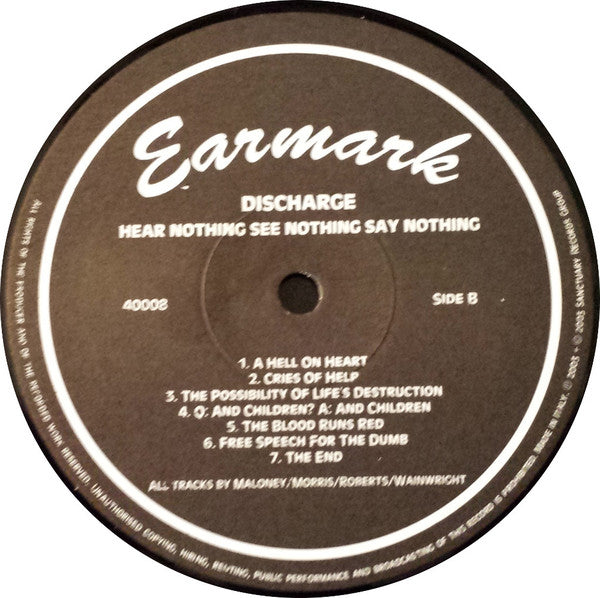 Earmark
DISCHARGE
HEAR NOTHING SEE NOTHING SAY NOTHING
40008
SIDE B
1. A HELL ON HEART
2. CRIES OF HELP
3. THE POSSIBILITY OF LIFE'S DESTRUCTION
4. Q: AND CHILDREN? A: AND CHILDREN
5. THE BLOOD RUNS RED
6. FREE SPEECH FOR THE DUMB
7. THE END
ALL TRACKS BY MALONEY/MORRIS/ROBERTS/WAINWRIGHT
ALL RIGHTS OF THE PRODUCER AND OF THE RECORDED WORK RESERVED. UNAUTHORISED COPYING, HIRING, RENTING, PUBLIC PERFORMANCE AND BROADCASTING OF THIS RECORD IS PROHIBITED. MADE IN ITALY. ℗ 2003 - © 2003 SANCTUARY RECORDS GROUP